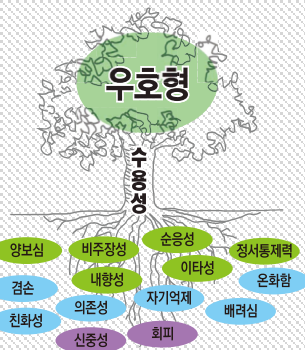 우호형
수용성
양보심
비주장성
순응성
정서통제력
내향성
이타성
겸손
온화함
의존성
자기억제
배려심
친화성
신중성
회피